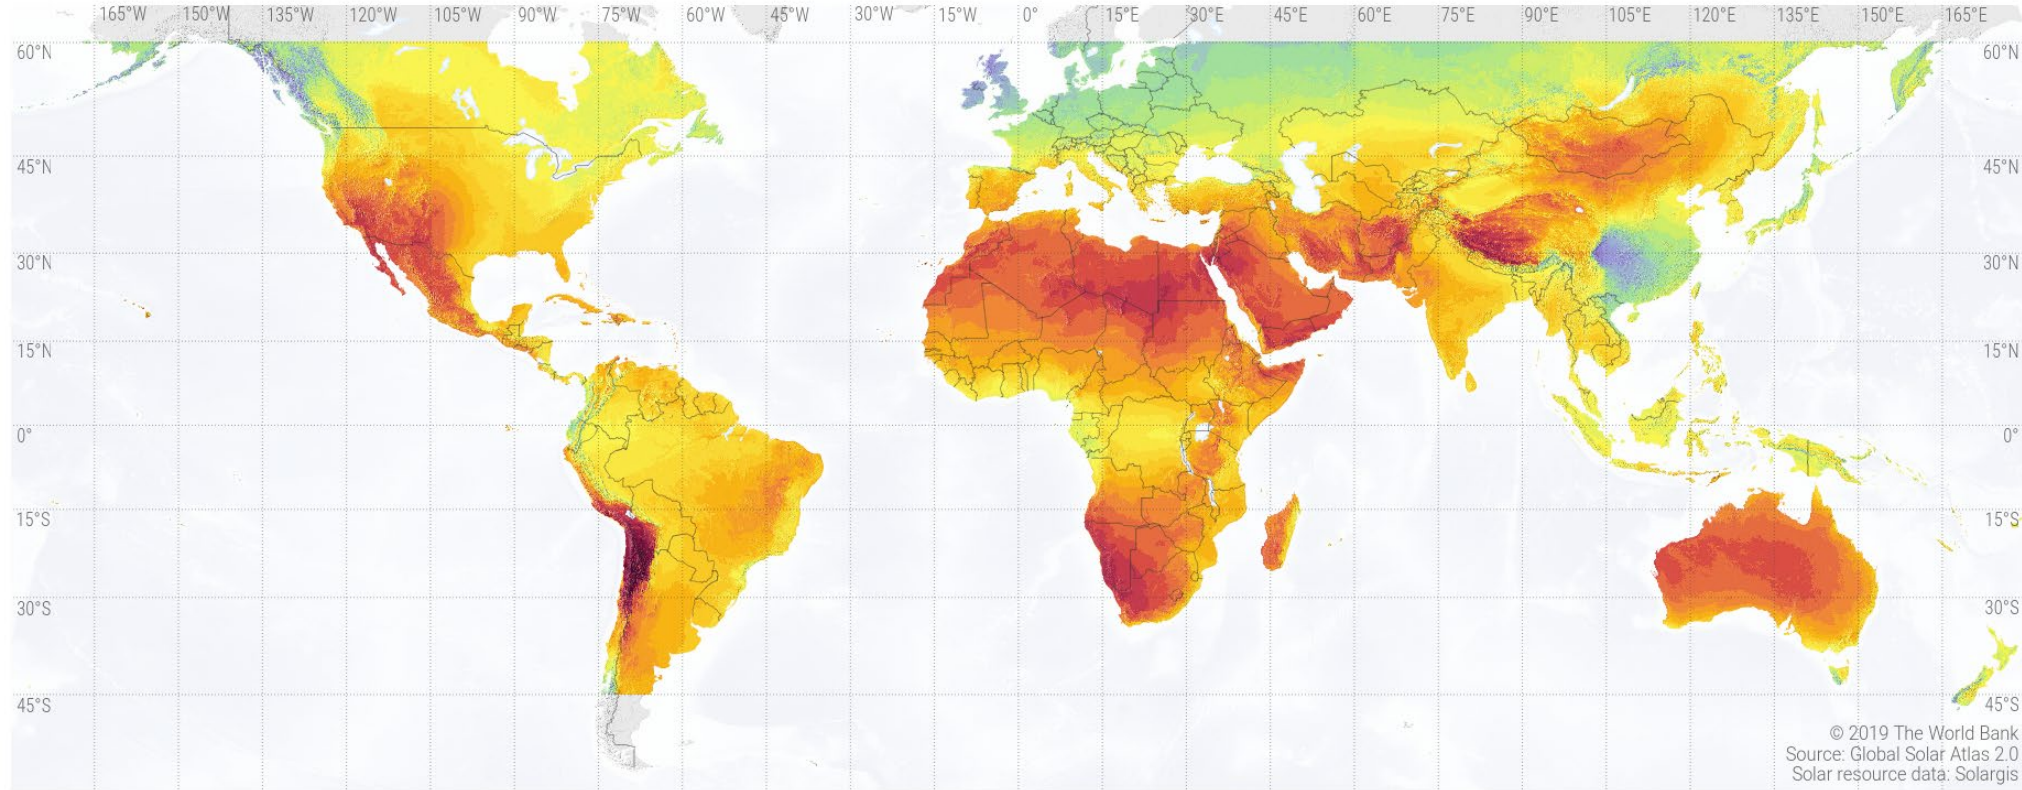 165°W 150°W 135°W 120°W 105°W 90°W 75°W 60°W 45°W 30°W 15°W 0° 15°E 30°E 45°E 60°E 75°E 90°E 105°E 120°E 135°E 150°E 165°E
60°N 60°N
45°N 45°N
30°N 30°N
15°N 15°N
0° 0°
15°S 15°S
30°S 30°S
45°S 45°S
© 2019 The World Bank
Source: Global Solar Atlas 2.0
Solar resource data: Solargis